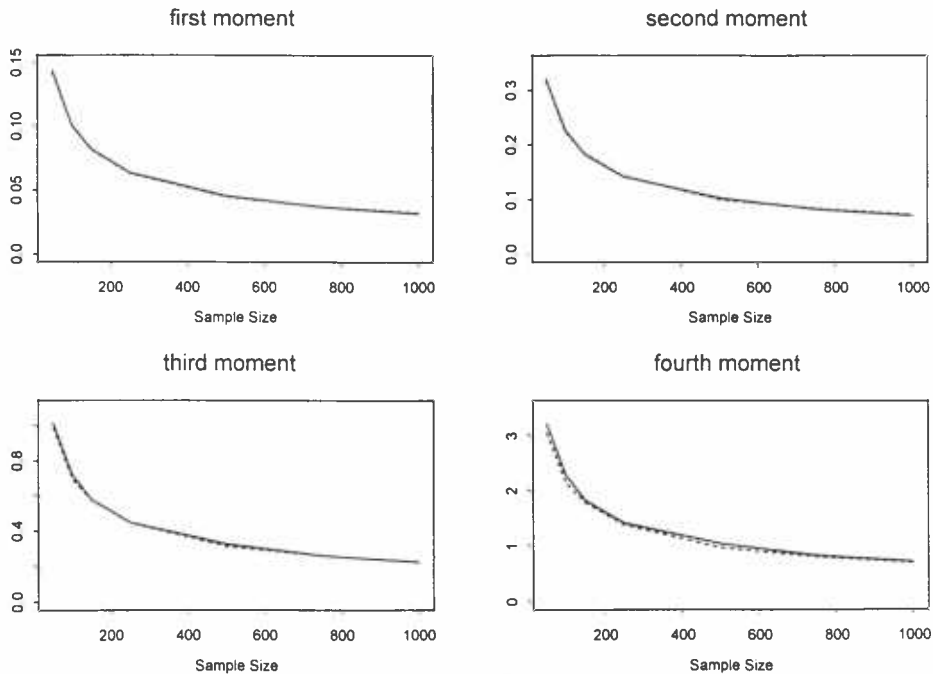 first moment
0.15
0.10
0.05
0.0
200 400 600 800 1000
Sample Size
second moment
0.3
0.2
0.1
0.0
200 400 600 800 1000
Sample Size
third moment
0.8
0.4
0.0
200 400 600 800 1000
Sample Size
fourth moment
3
2
1
0
200 400 600 800 1000
Sample Size